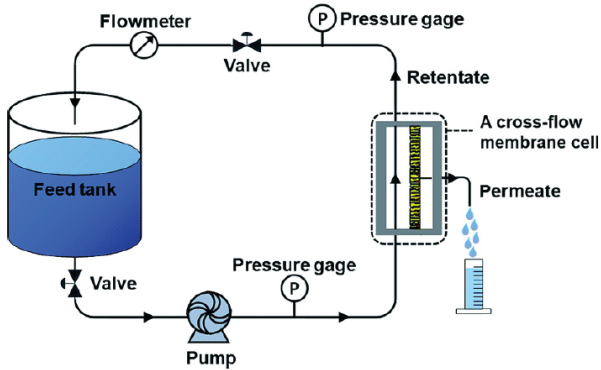 Flowmeter
P
Pressure gage
Valve
Retentate
A cross-flow
membrane cell
Feed tank
Permeate
Pressure gage
P
Valve
Pump